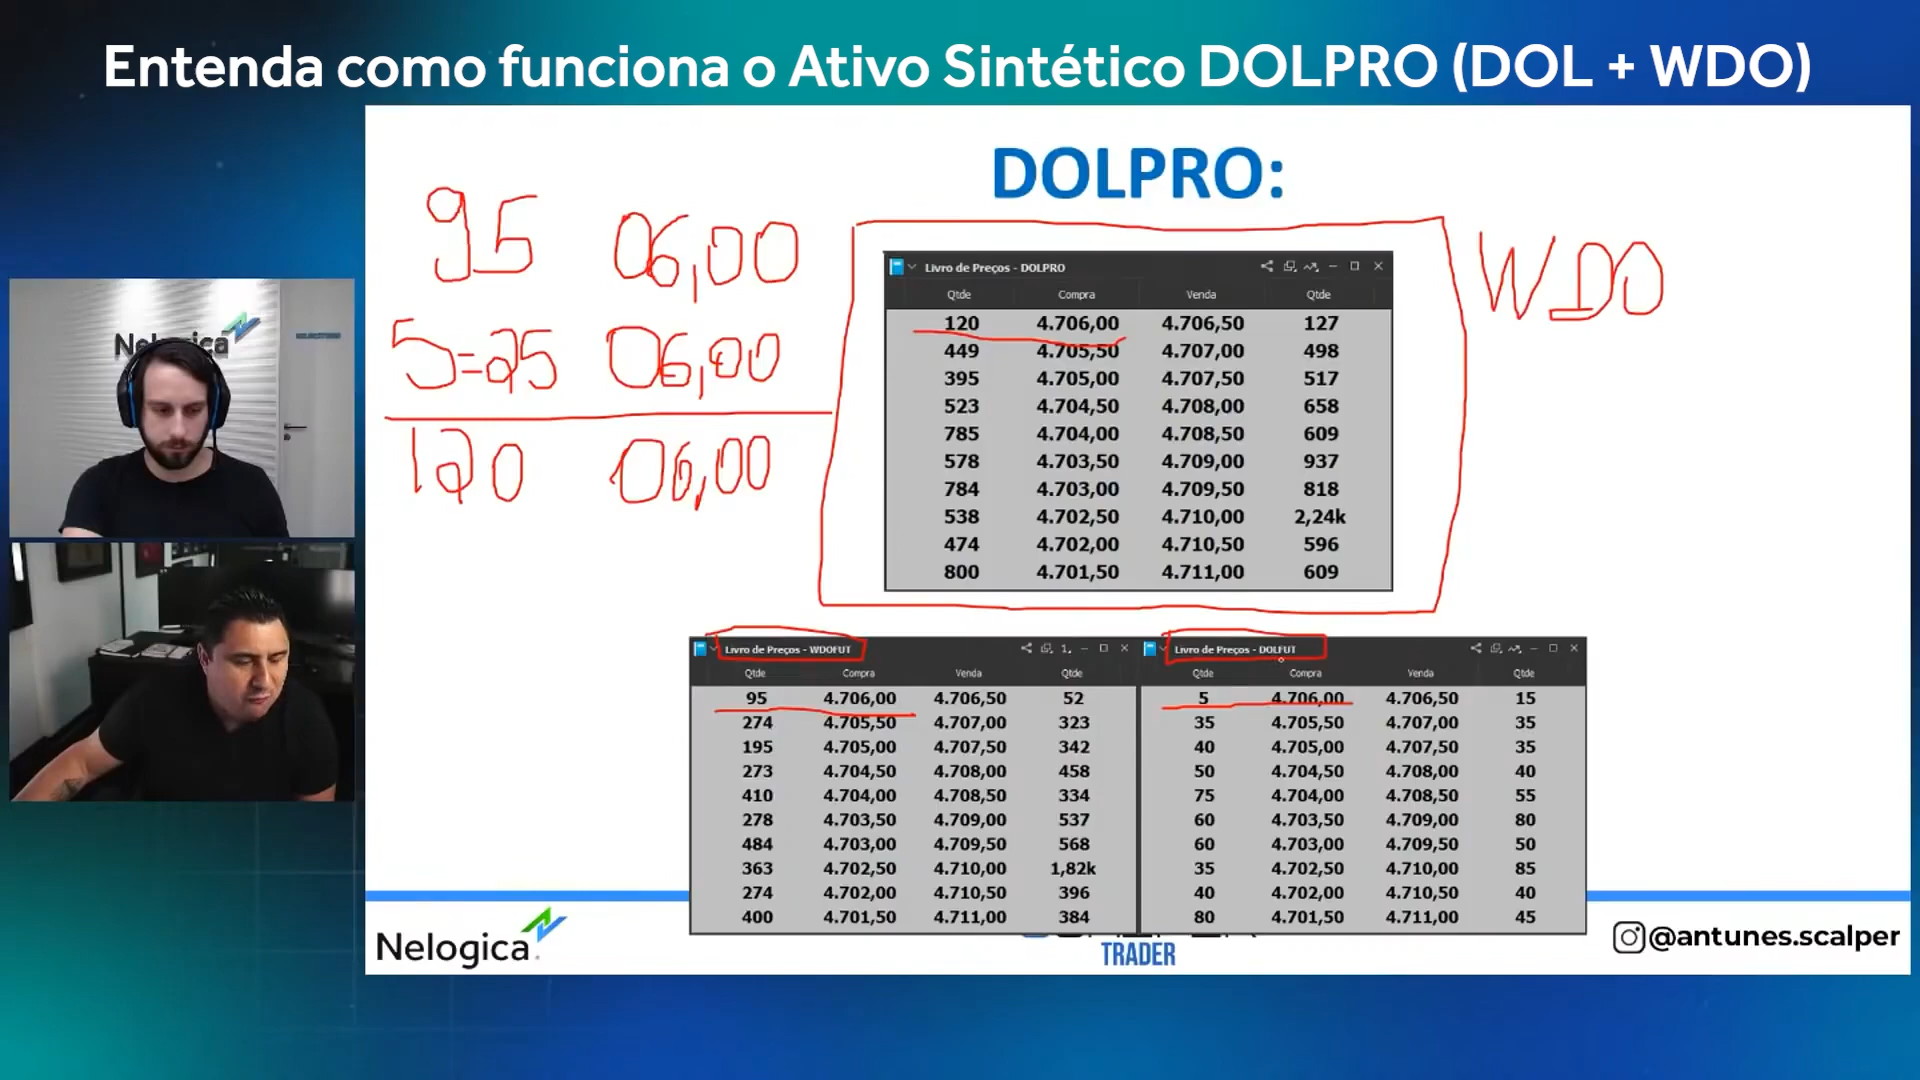 Entenda como funciona o Ativo Sintético DOLPRO (DOL + WDO)
DOLPRO:
95 06,00
5=25 06,00
120 06,00
WDO
Livro de Preços - DOLPRO
Qtde Compra Venda Qtde
120 4.706,00 4.706,50 127
449 4.705,50 4.707,00 498
395 4.705,00 4.707,50 517
523 4.704,50 4.708,00 658
785 4.704,00 4.708,50 609
578 4.703,50 4.709,00 937
784 4.703,00 4.709,50 818
538 4.702,50 4.710,00 2,24k
474 4.702,00 4.710,50 596
800 4.701,50 4.711,00 609
Nelogica
Livro de Preços - WDOFUT
Qtde Compra Venda Qtde
95 4.706,00 4.706,50 52
274 4.705,50 4.707,00 323
195 4.705,00 4.707,50 342
273 4.704,50 4.708,00 458
410 4.704,00 4.708,50 334
278 4.703,50 4.709,00 537
484 4.703,00 4.709,50 568
363 4.702,50 4.710,00 1,82k
274 4.702,00 4.710,50 396
400 4.701,50 4.711,00 384
Livro de Preços - DOLFUT
Qtde Compra Venda Qtde
5 4.706,00 4.706,50 15
35 4.705,50 4.707,00 35
40 4.705,00 4.707,50 35
50 4.704,50 4.708,00 40
75 4.704,00 4.708,50 55
60 4.703,50 4.709,00 80
60 4.703,00 4.709,50 50
35 4.702,50 4.710,00 85
40 4.702,00 4.710,50 40
80 4.701,50 4.711,00 45
Nelogica
TRADER
@antunes.scalper